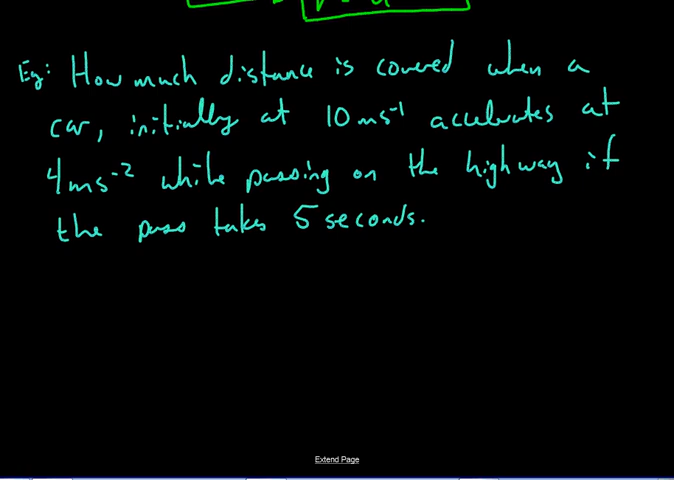 Eg: How much distance is covered when a
car, initially at 10ms⁻¹ accelerates at
4ms⁻² while passing on the highway if
the pass takes 5 seconds.
Extend Page